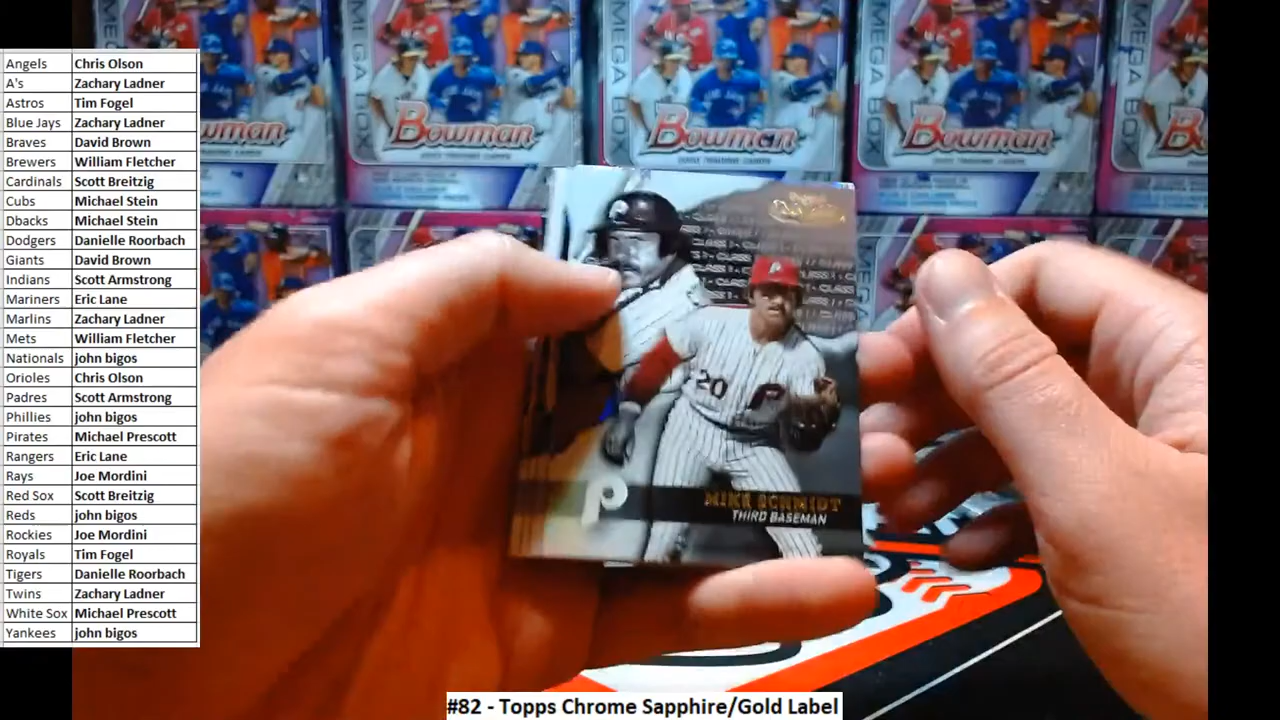 Angels Chris Olson
A's Zachary Ladner
Astros Tim Fogel
Blue Jays Zachary Ladner
Braves David Brown
Brewers William Fletcher
Cardinals Scott Breitzig
Cubs Michael Stein
Dbacks Michael Stein
Dodgers Danielle Roorbach
Giants David Brown
Indians Scott Armstrong
Mariners Eric Lane
Marlins Zachary Ladner
Mets William Fletcher
Nationals john bigos
Orioles Chris Olson
Padres Scott Armstrong
Phillies john bigos
Pirates Michael Prescott
Rangers Eric Lane
Rays Joe Mordini
Red Sox Scott Breitzig
Reds john bigos
Rockies Joe Mordini
Royals Tim Fogel
Tigers Danielle Roorbach
Twins Zachary Ladner
White Sox Michael Prescott
Yankees john bigos
MEGA BOX
Bowman
MEGA BOX
Bowman
MEGA BOX
Bowman
Bowman
20
P
P
MIKE SCHMIDT
THIRD BASEMAN
#82 - Topps Chrome Sapphire/Gold Label